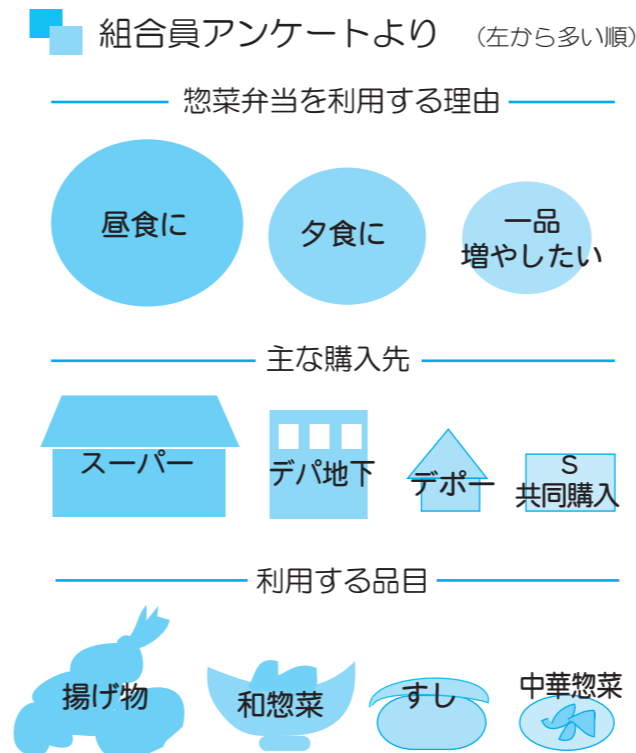 組合員アンケートより （左から多い順）
惣菜弁当を利用する理由
昼食に
夕食に
一品
増やしたい
主な購入先
スーパー
デパ地下
デポー
S
共同購入
利用する品目
揚げ物
和惣菜
すし
中華惣菜